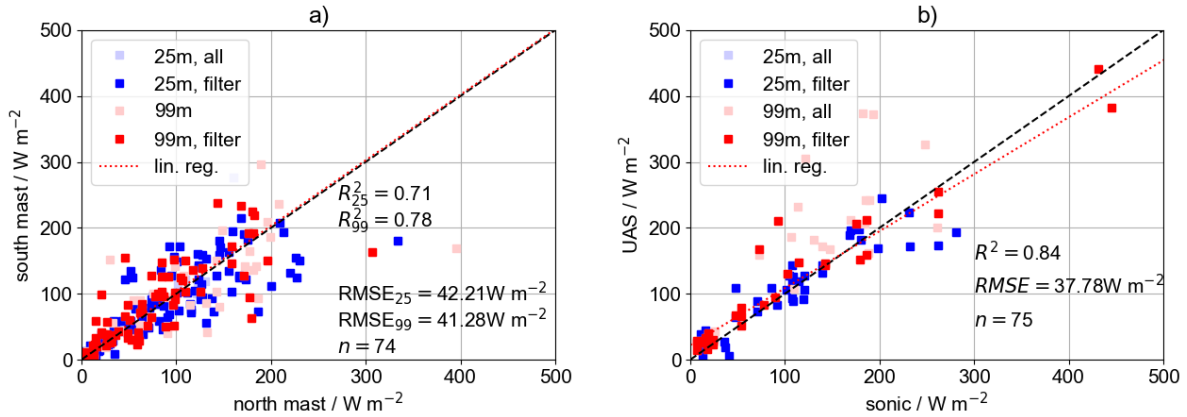 a)
south mast / W m−2
500
400
300
200
100
0
25m, all
25m, filter
99m
99m, filter
lin. reg.
R²₂₅ = 0.71
R²₉₉ = 0.78
RMSE₂₅ = 42.21W m−2
RMSE₉₉ = 41.28W m−2
n = 74
0 100 200 300 400 500
north mast / W m−2
b)
UAS / W m−2
500
400
300
200
100
0
25m, all
25m, filter
99m, all
99m, filter
lin. reg.
R² = 0.84
RMSE = 37.78W m−2
n = 75
0 100 200 300 400 500
sonic / W m−2